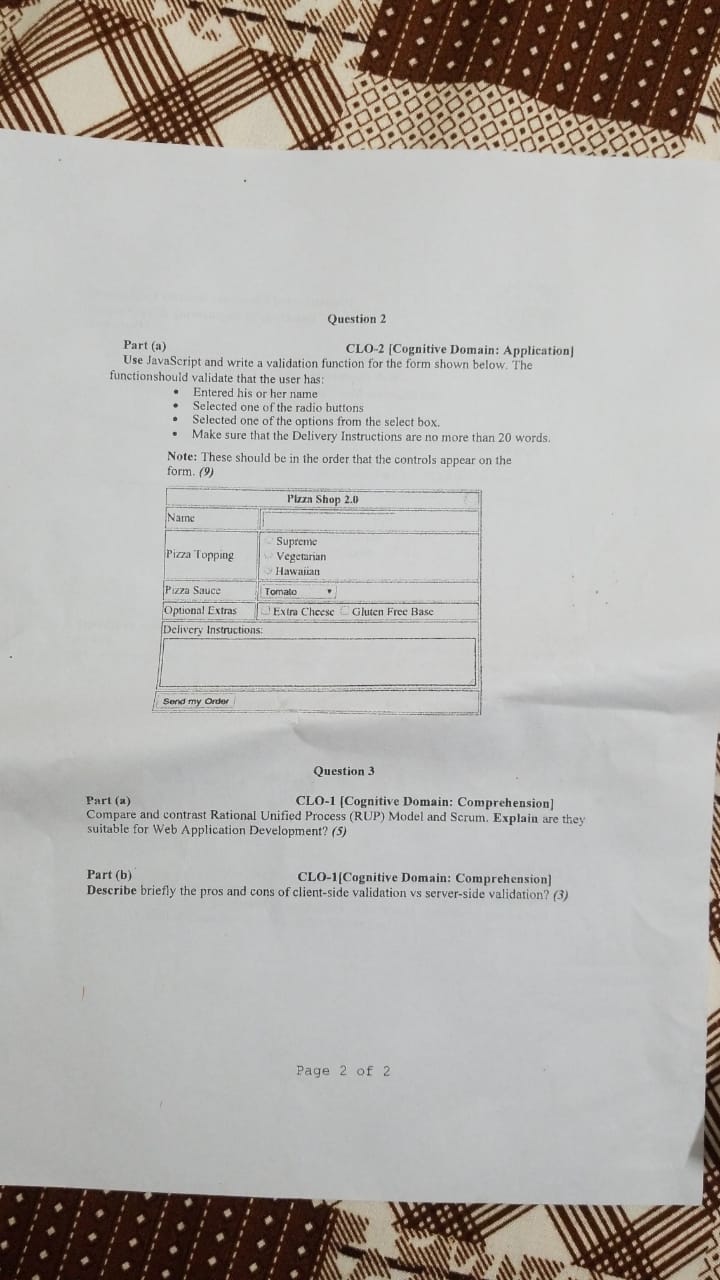 Question 2
Part (a) CLO-2 [Cognitive Domain: Application]
Use JavaScript and write a validation function for the form shown below. The
functionshould validate that the user has:
• Entered his or her name
• Selected one of the radio buttons
• Selected one of the options from the select box.
• Make sure that the Delivery Instructions are no more than 20 words.
Note: These should be in the order that the controls appear on the
form. (9)
Pizza Shop 2.0
Name
Supreme
Pizza Topping Vegetarian
Hawaiian
Pizza Sauce Tomato
Optional Extras Extra Cheese Gluten Free Base
Delivery Instructions:
Send my Order
Question 3
Part (a) CLO-1 [Cognitive Domain: Comprehension]
Compare and contrast Rational Unified Process (RUP) Model and Scrum. Explain are they
suitable for Web Application Development? (5)
Part (b) CLO-1[Cognitive Domain: Comprehension]
Describe briefly the pros and cons of client-side validation vs server-side validation? (3)
Page 2 of 2